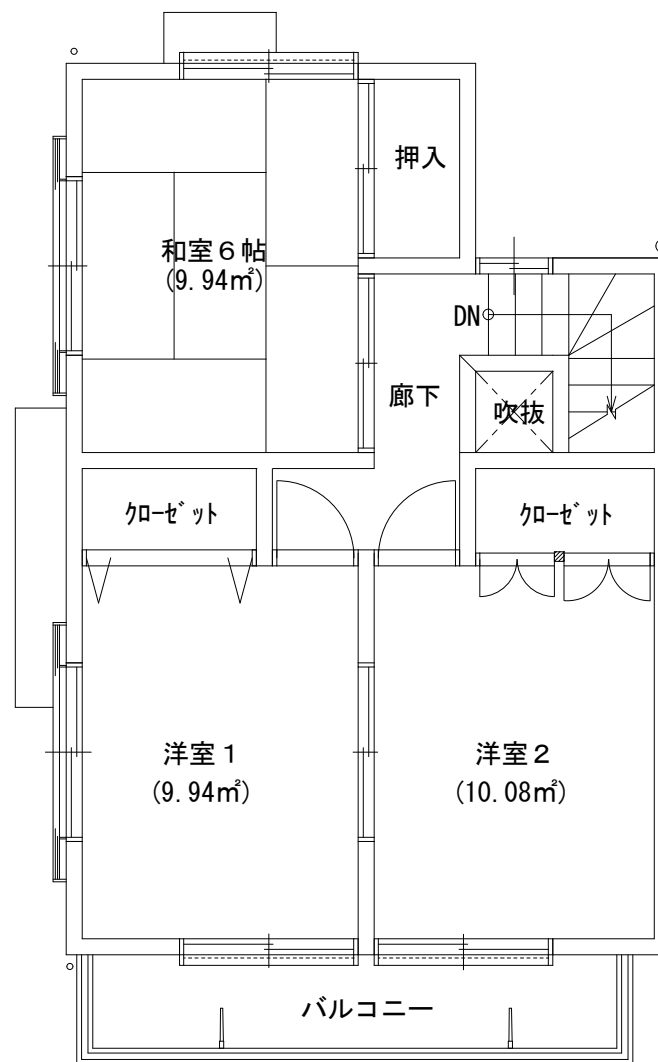 押入
和室６帖
(9.94㎡)
DN
廊下
吹抜
ｸﾛｰｾﾞｯﾄ
ｸﾛｰｾﾞｯﾄ
洋室１
(9.94㎡)
洋室２
(10.08㎡)
バルコニー